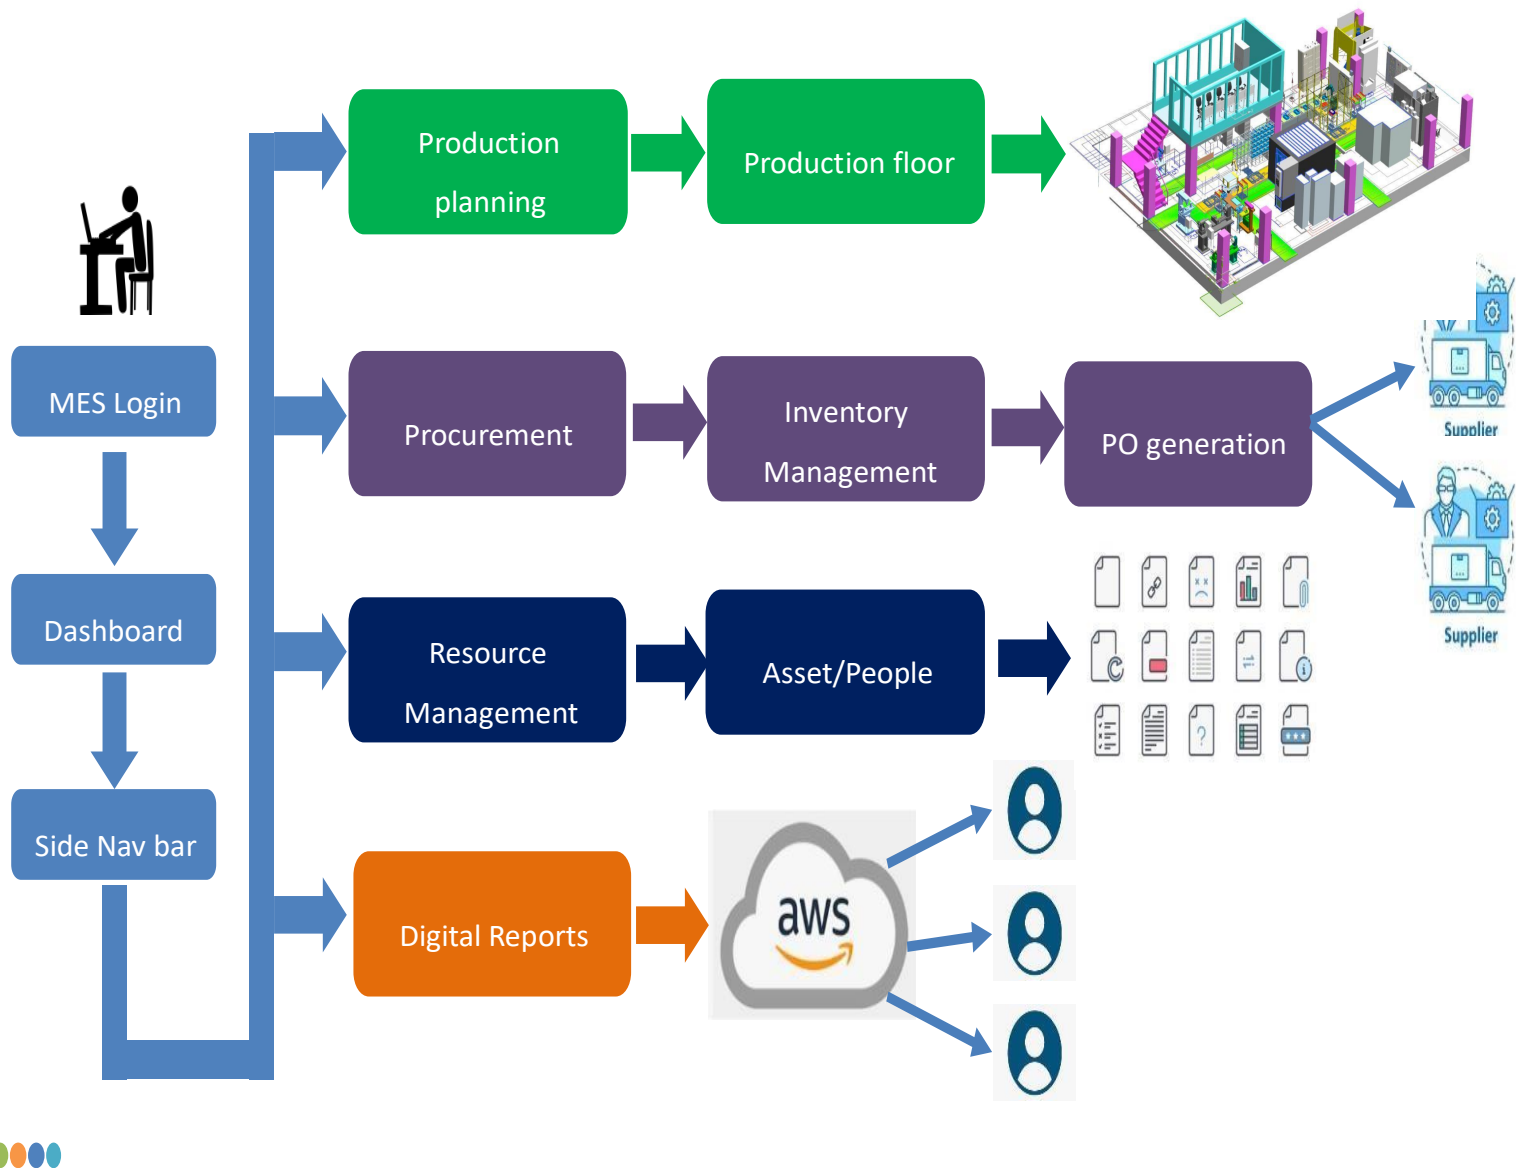 MES Login
Dashboard
Side Nav bar
Production
planning
Production floor
Procurement
Inventory
Management
PO generation
Supplier
Supplier
Resource
Management
Asset/People
Digital Reports
aws